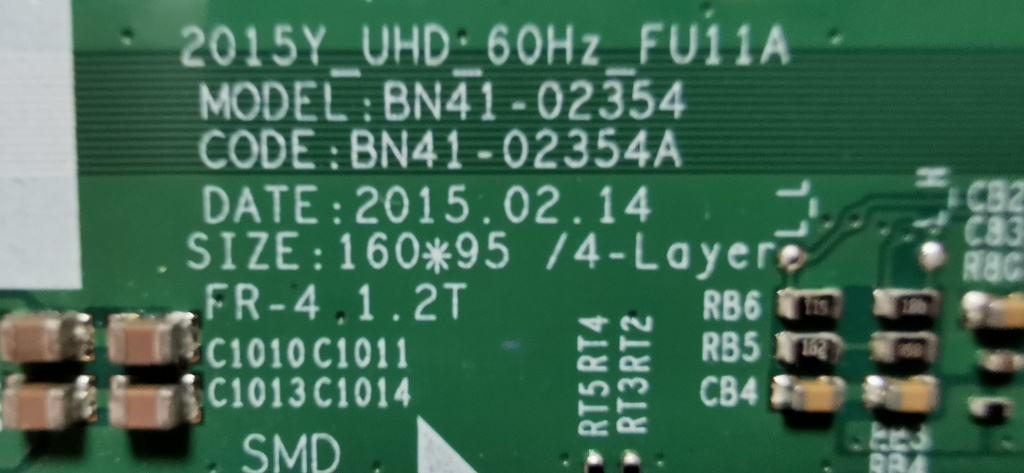 2015Y_UHD_60Hz_FU11A
MODEL:BN41-02354
CODE:BN41-02354A
DATE:2015.02.14
SIZE:160*95 /4-Layer
FR-4.1.2T
C1010 C1011
C1013 C1014
SMD
RT5 RT4
RT3 RT2
RB6
RB5
CB4
L_L
CB2
CB3